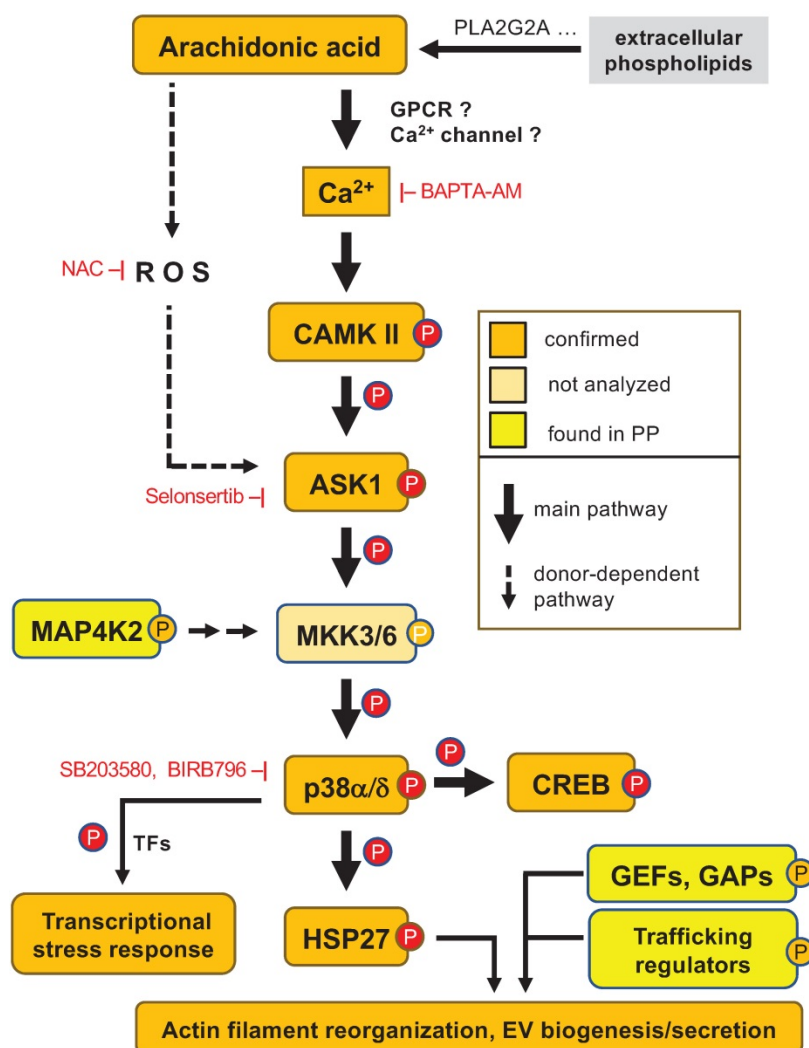 PLA2G2A …
Arachidonic acid
extracellular
phospholipids
GPCR ?
Ca²⁺ channel ?
Ca²⁺
BAPTA-AM
NAC
R O S
CAMK II
P
P
ASK1
P
Selonsertib
P
MAP4K2
P
MKK3/6
P
P
SB203580, BIRB796
p38α/δ
P
P
CREB
P
P
TFs
P
Transcriptional
stress response
HSP27
P
GEFs, GAPs
P
Trafficking
regulators
P
Actin filament reorganization, EV biogenesis/secretion
confirmed
not analyzed
found in PP
main pathway
donor-dependent
pathway